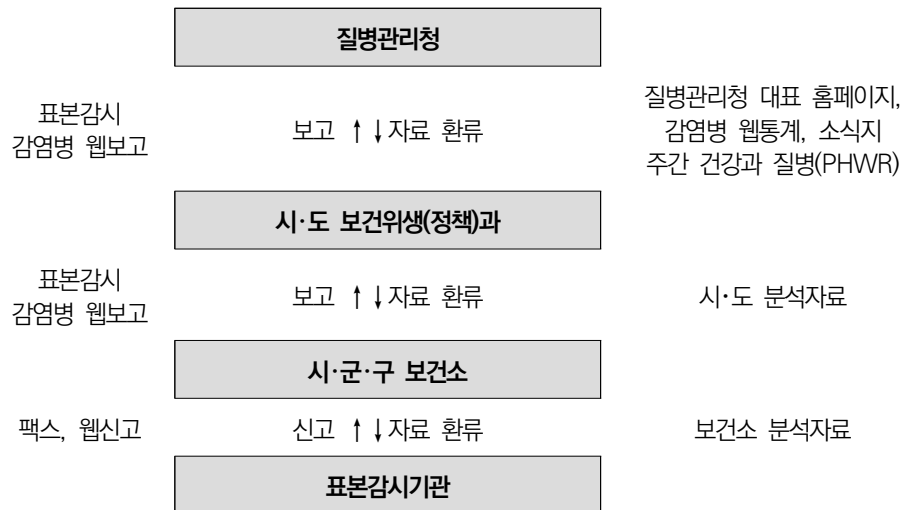 질병관리청
표본감시
감염병 웹보고
보고 ↑↓자료 환류
질병관리청 대표 홈페이지,
감염병 웹통계, 소식지
주간 건강과 질병(PHWR)
시·도 보건위생(정책)과
표본감시
감염병 웹보고
보고 ↑↓자료 환류
시·도 분석자료
시·군·구 보건소
팩스, 웹신고
신고 ↑↓자료 환류
보건소 분석자료
표본감시기관